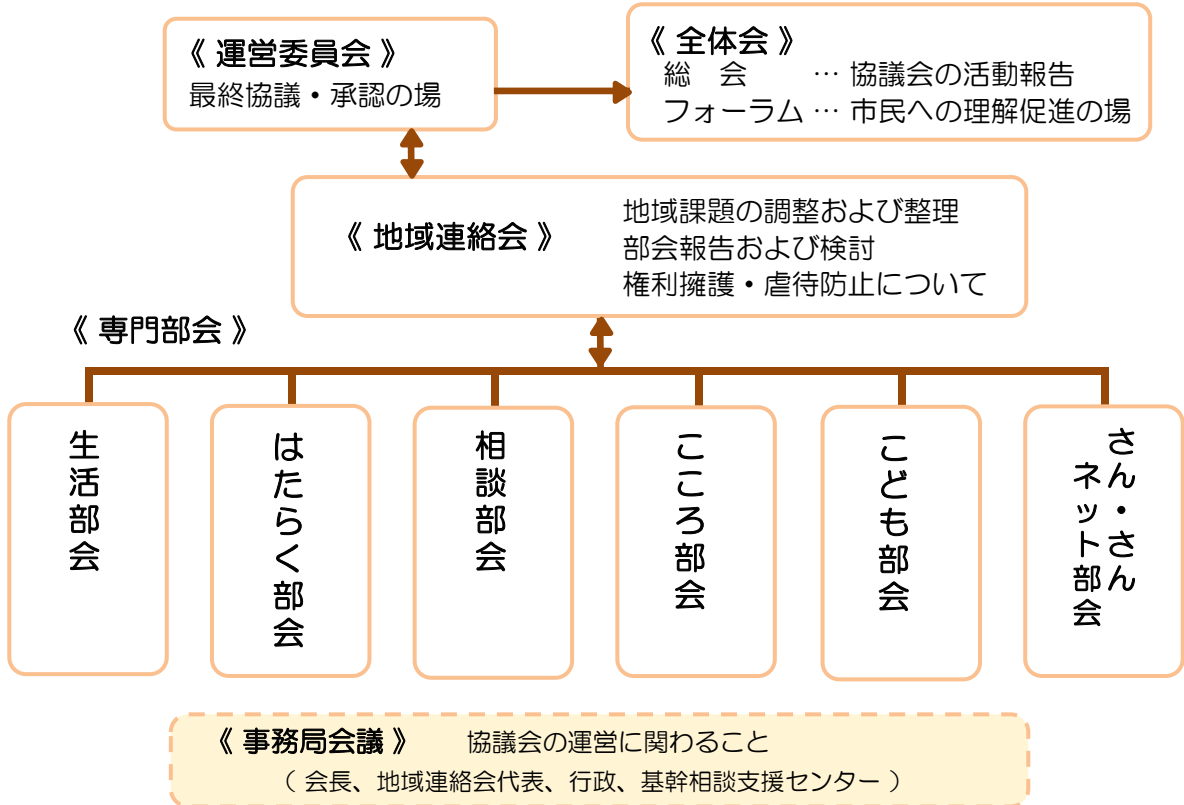 《 運営委員会 》
最終協議・承認の場
《 全体会 》
総　会　… 協議会の活動報告
フォーラム … 市民への理解促進の場
《 地域連絡会 》
地域課題の調整および整理
部会報告および検討
権利擁護・虐待防止について
《 専門部会 》
生活部会
はたらく部会
相談部会
こころ部会
こども部会
さん・さん
ネット部会
《 事務局会議 》　協議会の運営に関わること
（ 会長、地域連絡会代表、行政、基幹相談支援センター ）